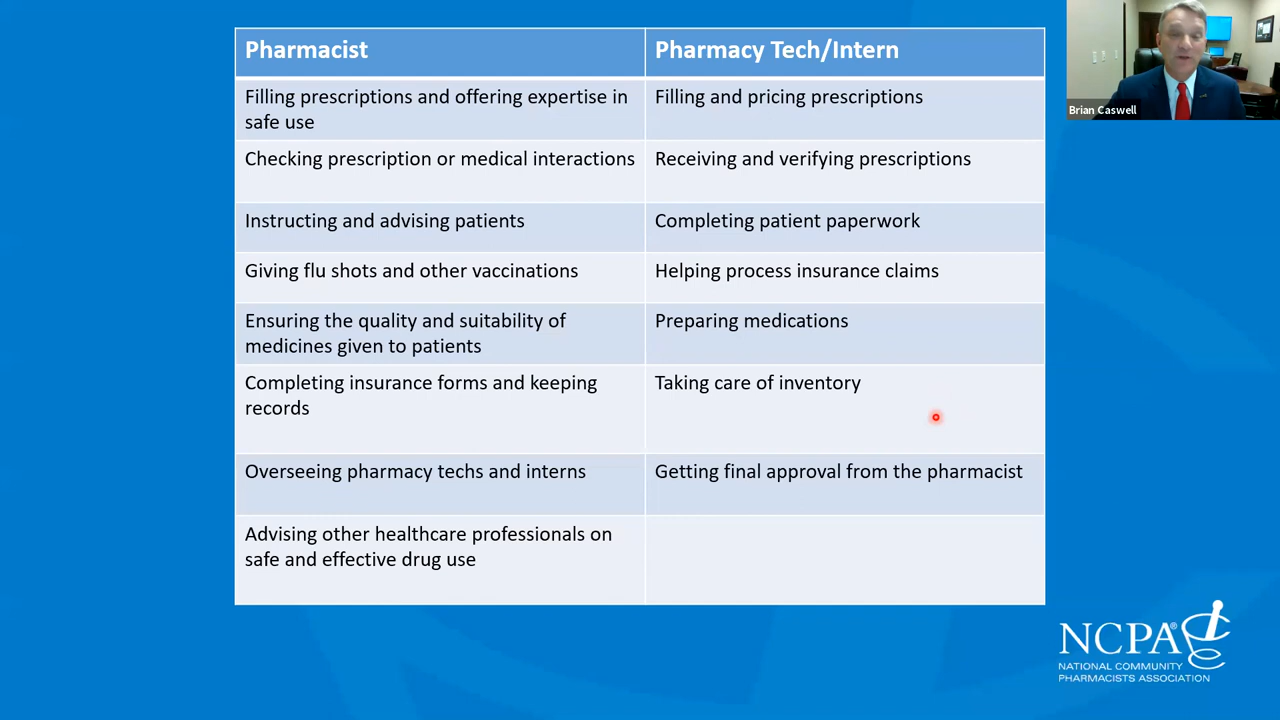 Pharmacist
Pharmacy Tech/Intern
Filling prescriptions and offering expertise in
safe use
Filling and pricing prescriptions
Checking prescription or medical interactions
Receiving and verifying prescriptions
Instructing and advising patients
Completing patient paperwork
Giving flu shots and other vaccinations
Helping process insurance claims
Ensuring the quality and suitability of
medicines given to patients
Preparing medications
Completing insurance forms and keeping
records
Taking care of inventory
Overseeing pharmacy techs and interns
Getting final approval from the pharmacist
Advising other healthcare professionals on
safe and effective drug use
Brian Caswell
NCPA®
NATIONAL COMMUNITY
PHARMACISTS ASSOCIATION